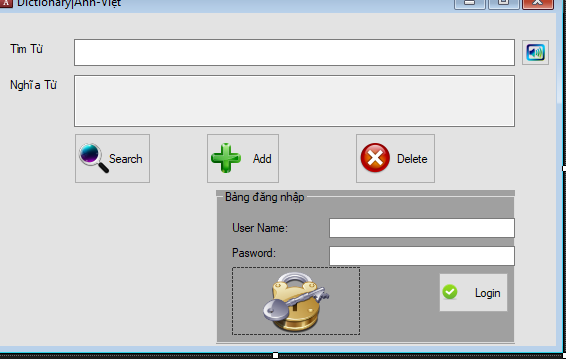 Dictionary|Anh-Việt
Tìm Từ
Nghĩa Từ
Search
Add
Delete
Bảng đăng nhập
User Name:
Pasword:
Login